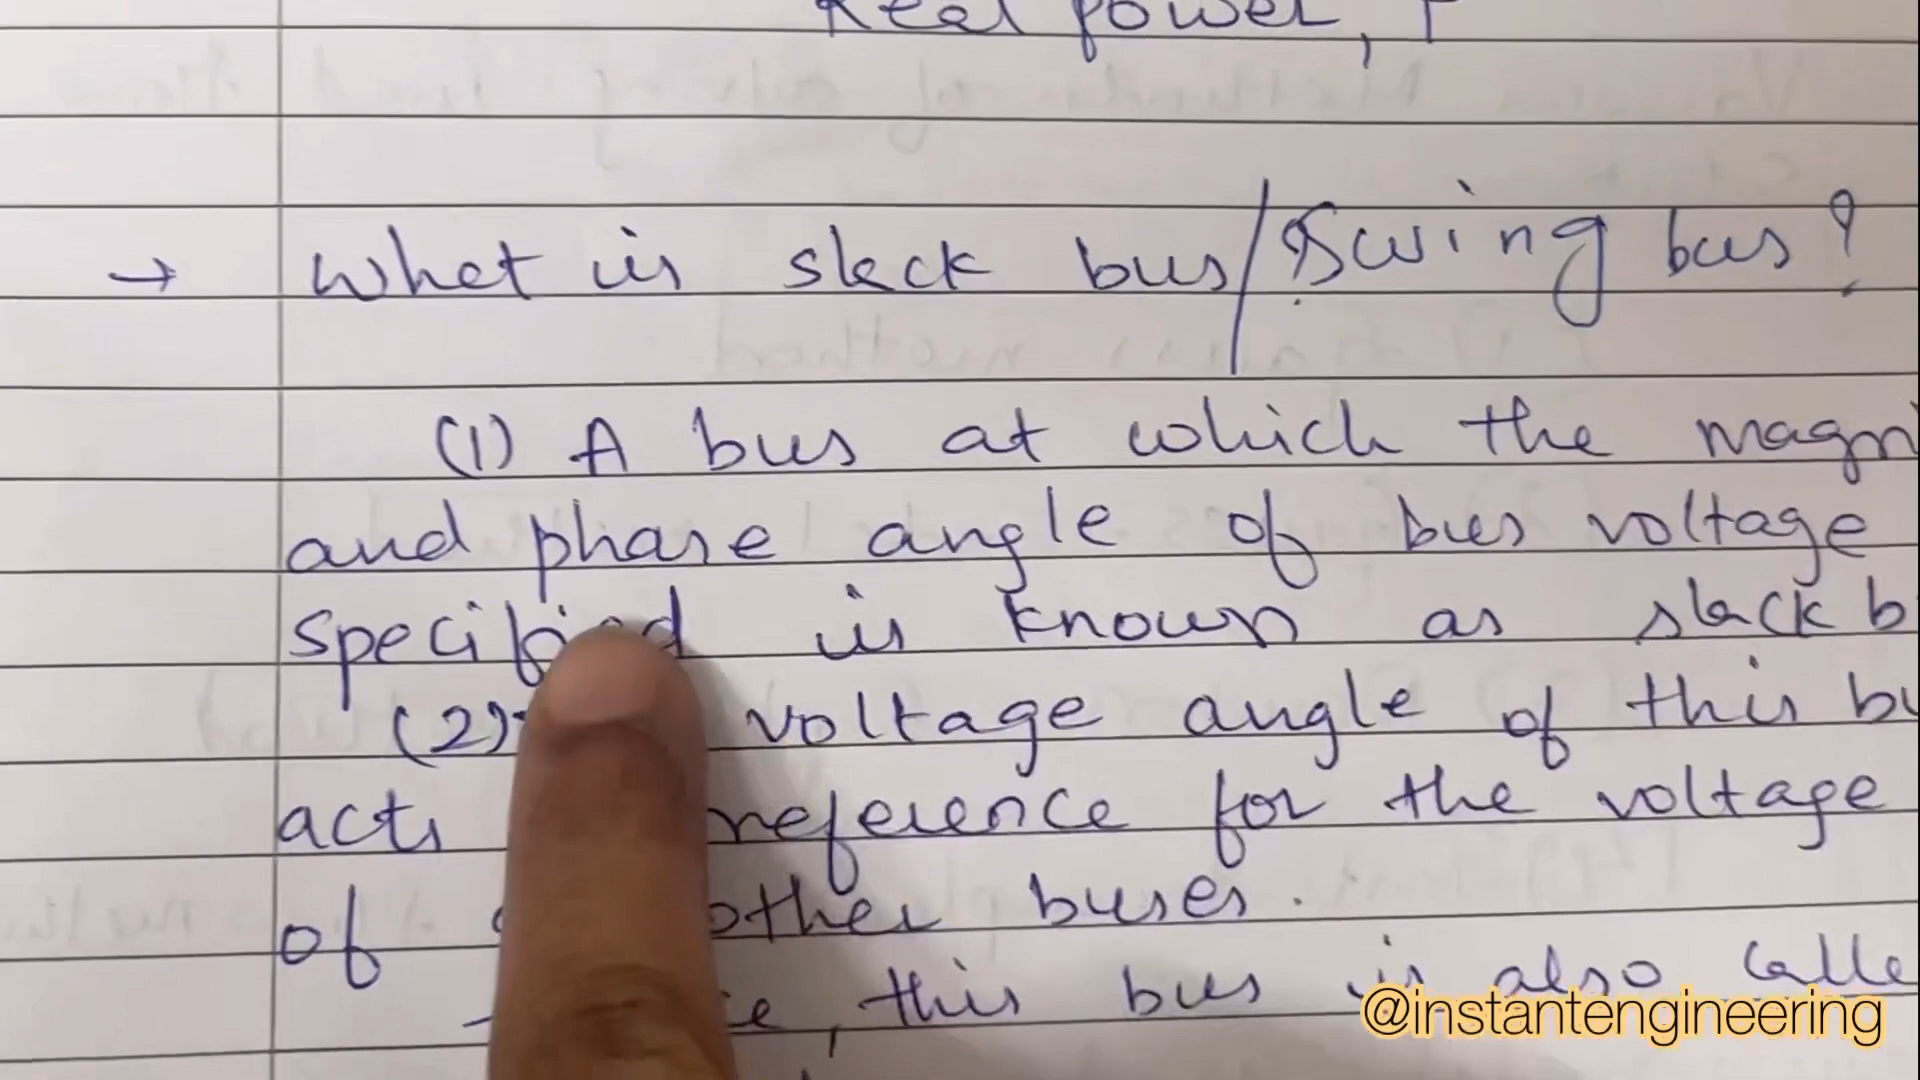 Real power, P
→ What is slack bus/Swing bus?
(1) A bus at which the magni
and phase angle of bus voltage
specified is known as slack b
(2) voltage angle of this bu
acts reference for the voltage
of other buses.
this bus is also calle
@instantengineering